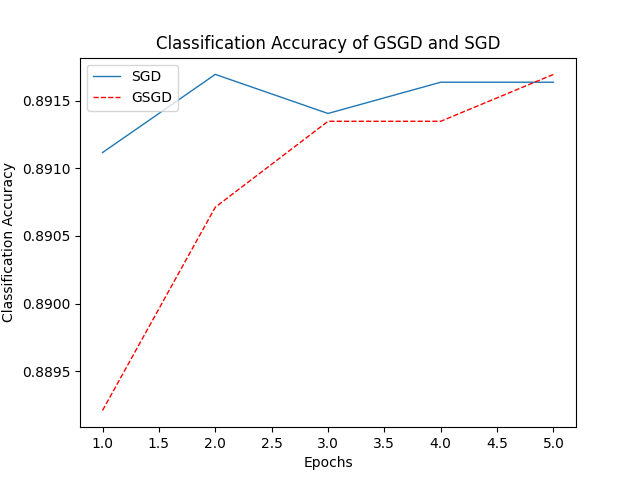 Classification Accuracy of GSGD and SGD
SGD
GSGD
Classification Accuracy
0.8915
0.8910
0.8905
0.8900
0.8895
1.0 1.5 2.0 2.5 3.0 3.5 4.0 4.5 5.0
Epochs